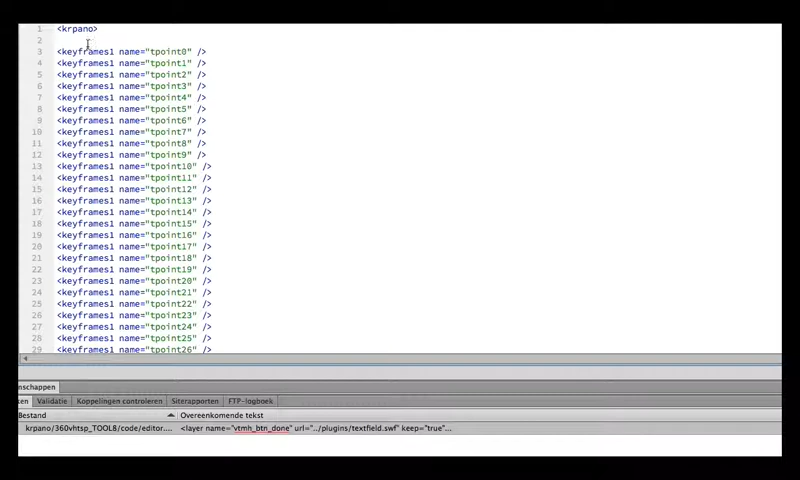 1 <krpano>
2
3 <keyframes1 name="tpoint0" />
4 <keyframes1 name="tpoint1" />
5 <keyframes1 name="tpoint2" />
6 <keyframes1 name="tpoint3" />
7 <keyframes1 name="tpoint4" />
8 <keyframes1 name="tpoint5" />
9 <keyframes1 name="tpoint6" />
10 <keyframes1 name="tpoint7" />
11 <keyframes1 name="tpoint8" />
12 <keyframes1 name="tpoint9" />
13 <keyframes1 name="tpoint10" />
14 <keyframes1 name="tpoint11" />
15 <keyframes1 name="tpoint12" />
16 <keyframes1 name="tpoint13" />
17 <keyframes1 name="tpoint14" />
18 <keyframes1 name="tpoint15" />
19 <keyframes1 name="tpoint16" />
20 <keyframes1 name="tpoint17" />
21 <keyframes1 name="tpoint18" />
22 <keyframes1 name="tpoint19" />
23 <keyframes1 name="tpoint20" />
24 <keyframes1 name="tpoint21" />
25 <keyframes1 name="tpoint22" />
26 <keyframes1 name="tpoint23" />
27 <keyframes1 name="tpoint24" />
28 <keyframes1 name="tpoint25" />
29 <keyframes1 name="tpoint26" />
nschappen
ken Validatie Koppelingen controleren Siterapporten FTP-logboek
Bestand Overeenkomende tekst
krpano/360vhtsp_TOOL8/code/editor.... <layer name="vtmh_btn_done" url="../plugins/textfield.swf" keep="true"...